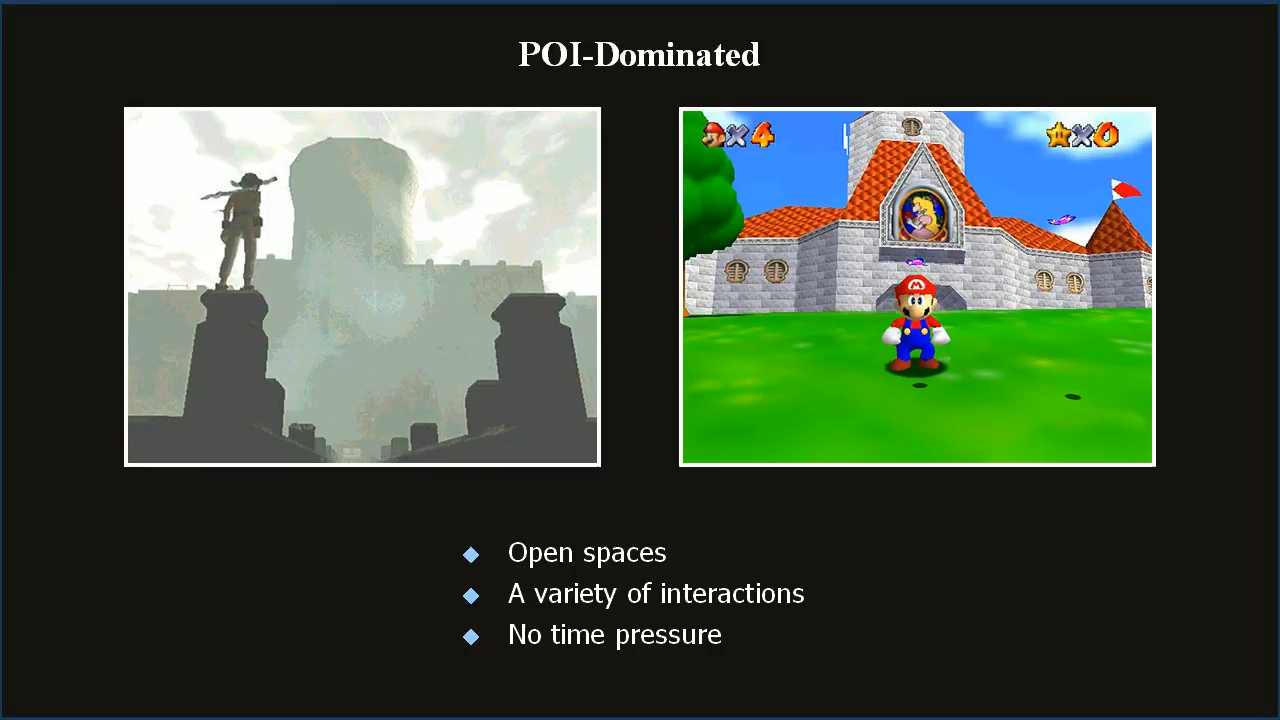 POI-Dominated
×4
×0
M
Open spaces
A variety of interactions
No time pressure